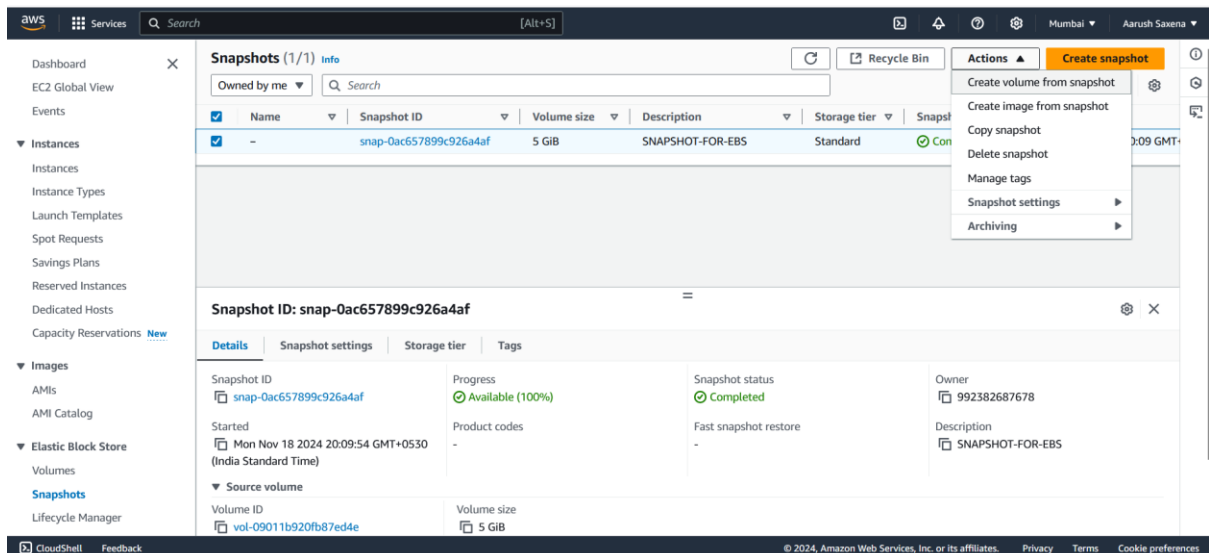 aws Services Search [Alt+S] Mumbai Aarush Saxena
Dashboard
EC2 Global View
Events
Instances
Instances
Instance Types
Launch Templates
Spot Requests
Savings Plans
Reserved Instances
Dedicated Hosts
Capacity Reservations New
Images
AMIs
AMI Catalog
Elastic Block Store
Volumes
Snapshots
Lifecycle Manager
Snapshots (1/1) Info Recycle Bin Actions Create snapshot
Owned by me Search
Name Snapshot ID Volume size Description Storage tier Snapsh
– snap-0ac657899c926a4af 5 GiB SNAPSHOT-FOR-EBS Standard Com 0:09 GMT+
Create volume from snapshot
Create image from snapshot
Copy snapshot
Delete snapshot
Manage tags
Snapshot settings
Archiving
Snapshot ID: snap-0ac657899c926a4af
Details Snapshot settings Storage tier Tags
Snapshot ID Progress Snapshot status Owner
snap-0ac657899c926a4af Available (100%) Completed 992382687678
Started Product codes Fast snapshot restore Description
Mon Nov 18 2024 20:09:54 GMT+0530 - - SNAPSHOT-FOR-EBS
(India Standard Time)
Source volume
Volume ID Volume size
vol-09011b920fb87ed4e 5 GiB
CloudShell Feedback © 2024, Amazon Web Services, Inc. or its affiliates. Privacy Terms Cookie preferences